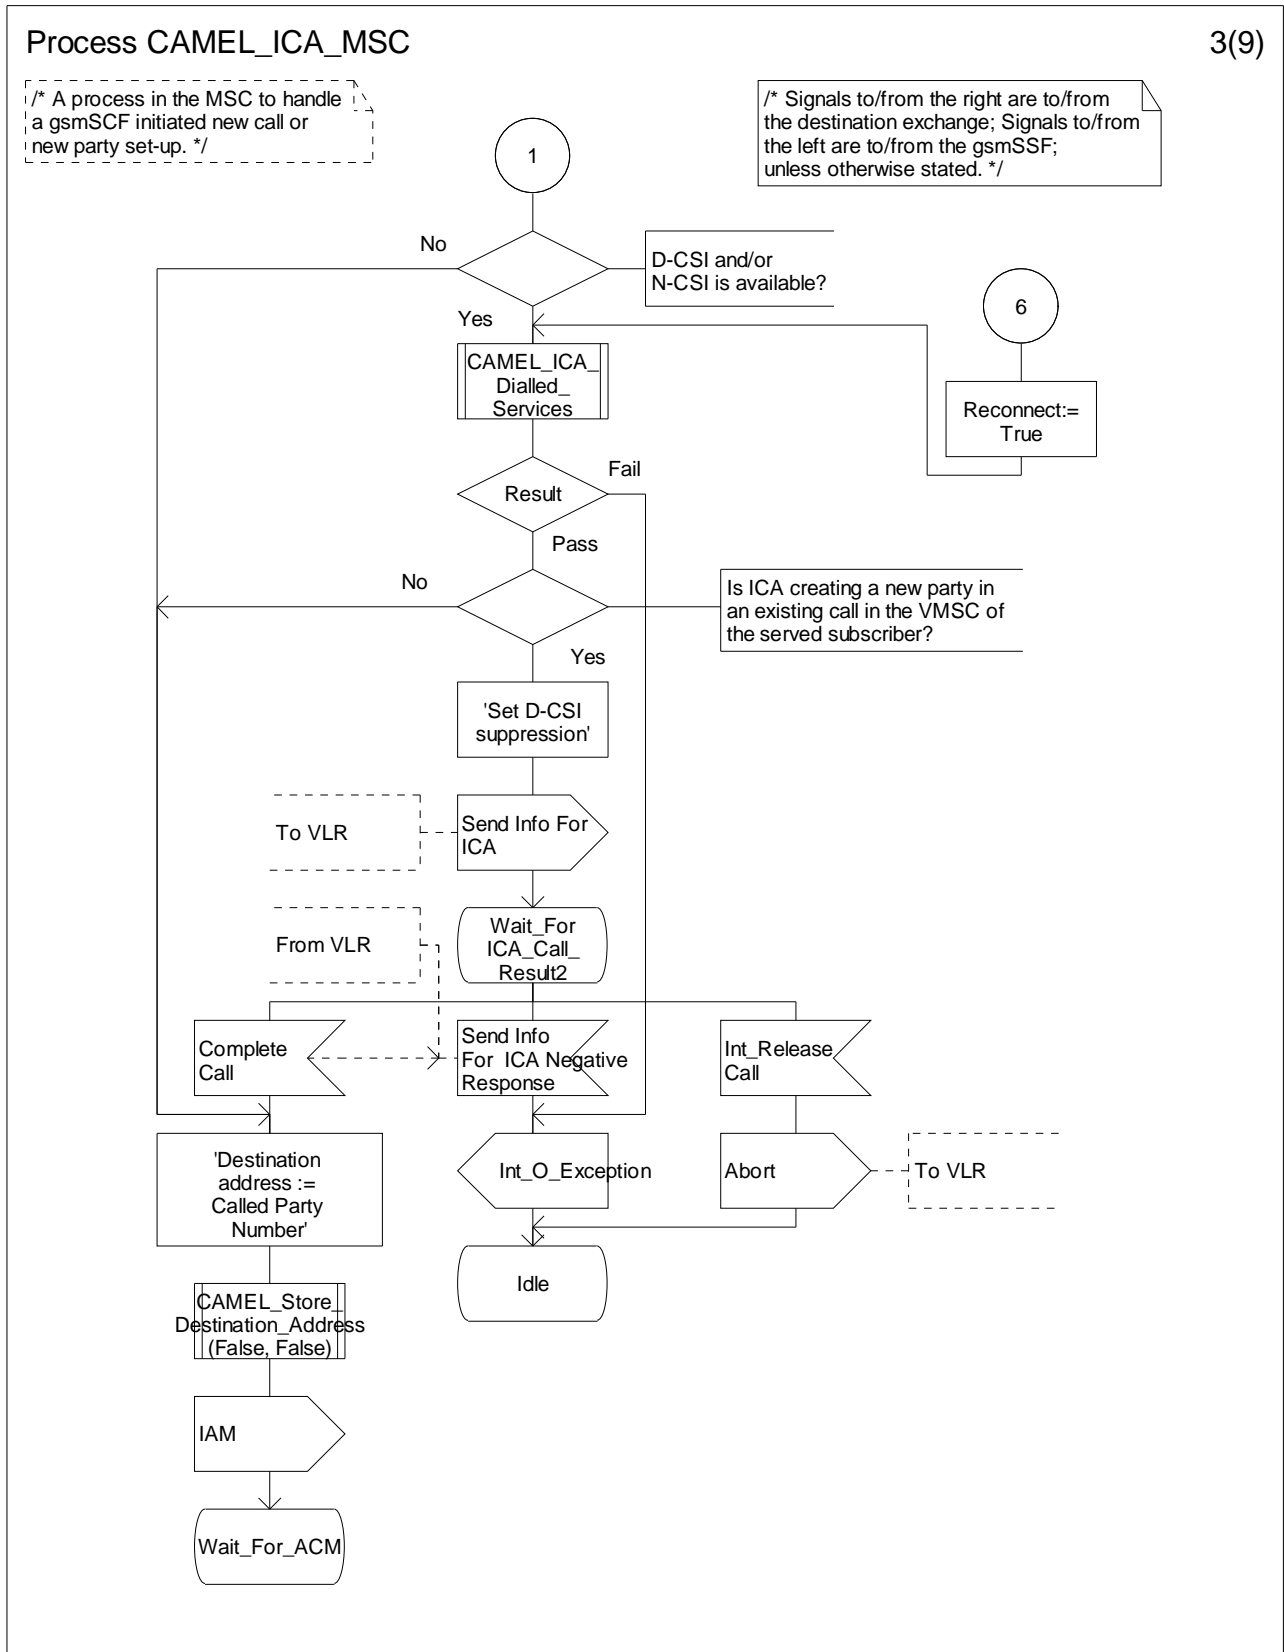 Process CAMEL_ICA_MSC
3(9)
/* A process in the MSC to handle
a gsmSCF initiated new call or
new party set-up. */
/* Signals to/from the right are to/from
the destination exchange; Signals to/from
the left are to/from the gsmSSF;
unless otherwise stated. */
1
No
D-CSI and/or
N-CSI is available?
6
Yes
CAMEL_ICA_
Dialled_
Services
Reconnect:=
True
Fail
Result
Pass
No
Is ICA creating a new party in
an existing call in the VMSC of
the served subscriber?
Yes
'Set D-CSI
suppression'
To VLR
Send Info For
ICA
From VLR
Wait_For
ICA_Call_
Result2
Complete
Call
Send Info
For ICA Negative
Response
Int_Release
Call
'Destination
address :=
Called Party
Number'
Int_O_Exception
Abort
To VLR
Idle
CAMEL_Store_
Destination_Address
(False, False)
IAM
Wait_For_ACM